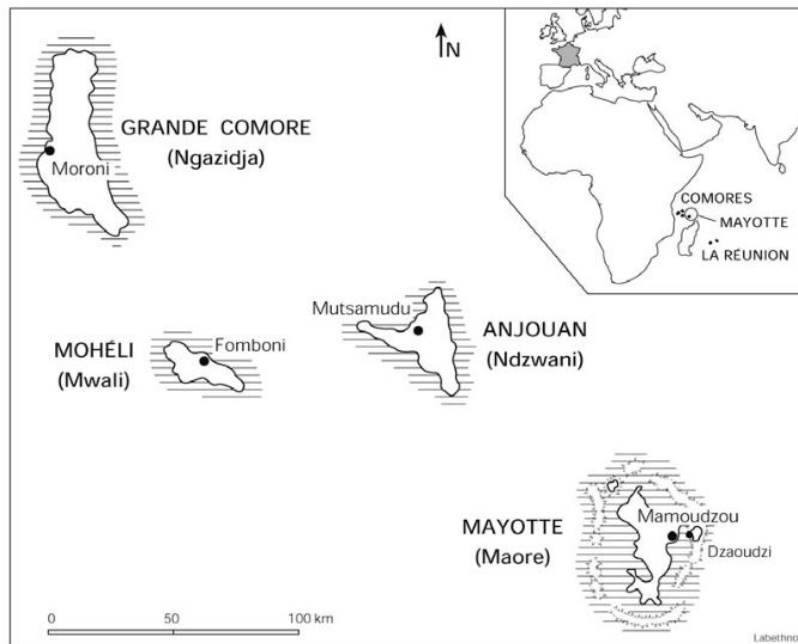 N
GRANDE COMORE
(Ngazidja)
Moroni
COMORES
MAYOTTE
LA RÉUNION
Mutsamudu
ANJOUAN
(Ndzwani)
MOHÉLI
(Mwali)
Fomboni
MAYOTTE
(Maore)
Mamoudzou
Dzaoudzi
0 50 100 km
Labethno